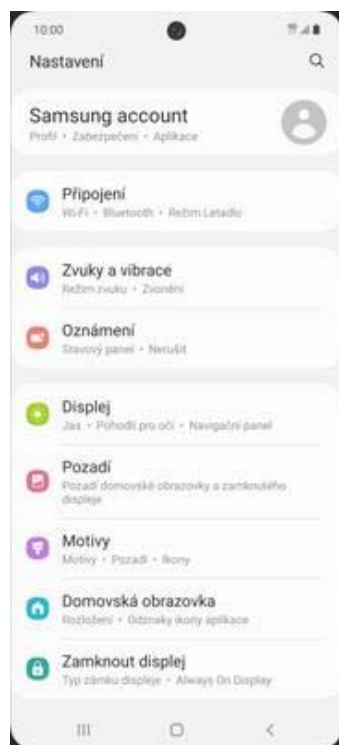 10:00
Nastavení
Samsung account
Profil • Zabezpečení • Aplikace
Připojení
Wi-Fi • Bluetooth • Režim Letadlo
Zvuky a vibrace
Režim zvuku • Zvonění
Oznámení
Stavový panel • Nerušit
Displej
Jas • Pohodlí pro oči • Navigační panel
Pozadí
Pozadí domovské obrazovky a zamknutého
displeje
Motivy
Motivy • Pozadí • Ikony
Domovská obrazovka
Rozložení • Odznaky ikony aplikace
Zamknout displej
Typ zámku displeje • Always On Display